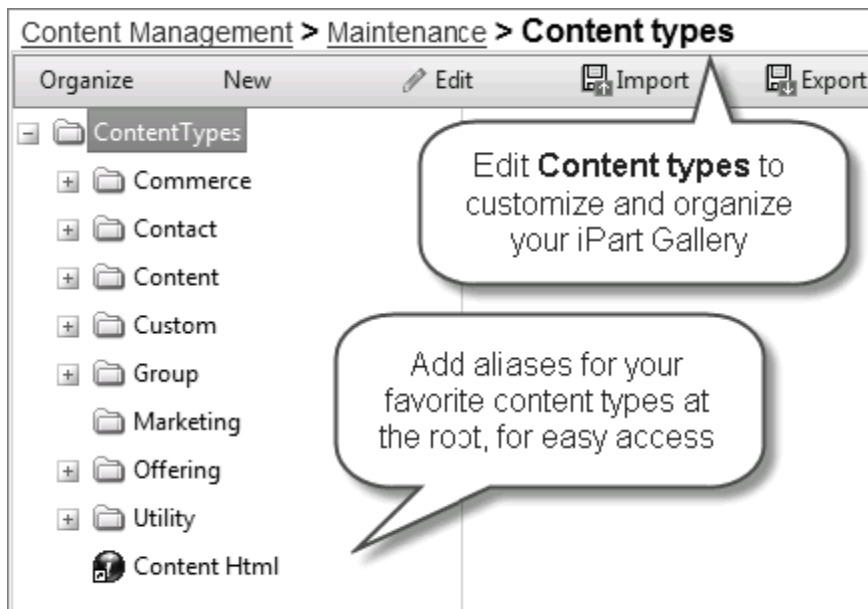 Content Management > Maintenance > Content types
Organize New Edit Import Export
ContentTypes
Commerce
Contact
Content
Custom
Group
Marketing
Offering
Utility
Content Html
Edit Content types to
customize and organize
your iPart Gallery
Add aliases for your
favorite content types at
the root, for easy access